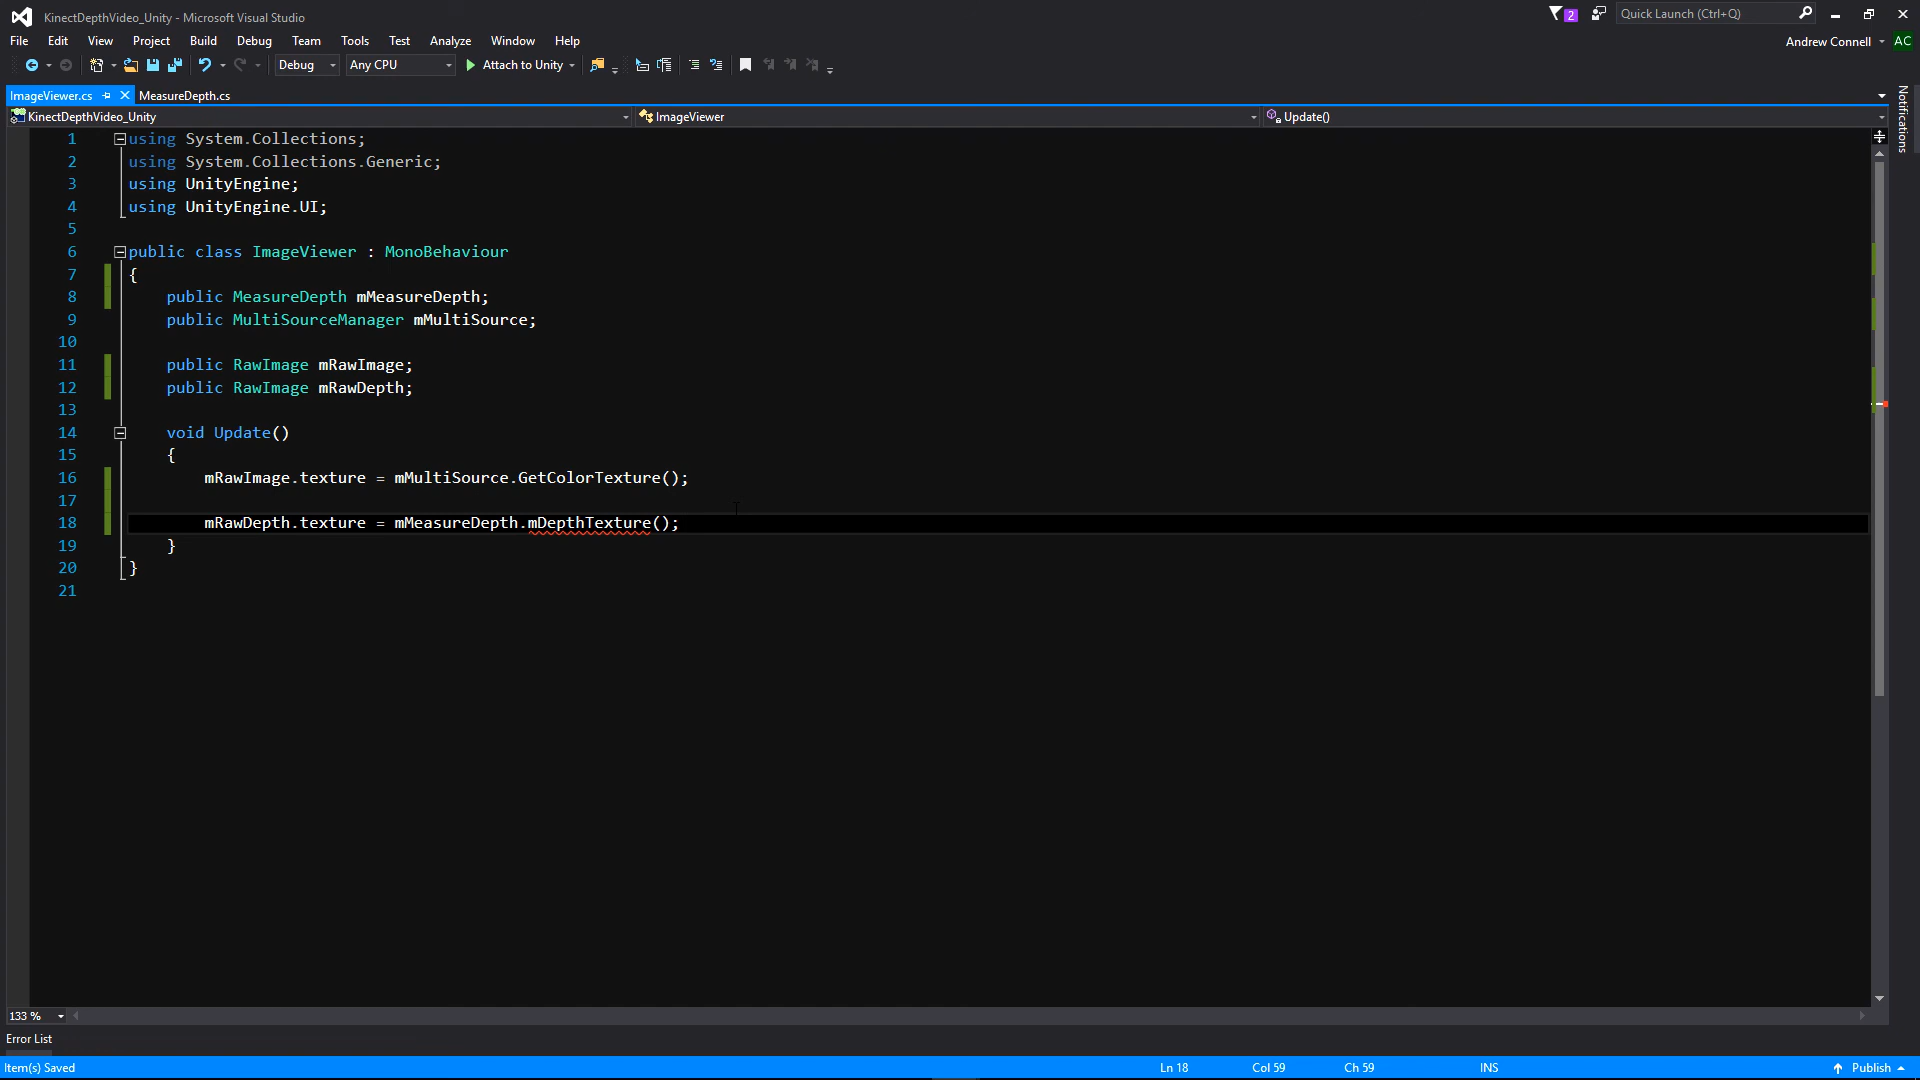 KinectDepthVideo_Unity - Microsoft Visual Studio
2
Quick Launch (Ctrl+Q)
File Edit View Project Build Debug Team Tools Test Analyze Window Help
Andrew Connell AC
Debug Any CPU Attach to Unity
ImageViewer.cs MeasureDepth.cs
Notifications
KinectDepthVideo_Unity ImageViewer Update()
1 using System.Collections;
2 using System.Collections.Generic;
3 using UnityEngine;
4 using UnityEngine.UI;
5
6 public class ImageViewer : MonoBehaviour
7 {
8 public MeasureDepth mMeasureDepth;
9 public MultiSourceManager mMultiSource;
10
11 public RawImage mRawImage;
12 public RawImage mRawDepth;
13
14 void Update()
15 {
16 mRawImage.texture = mMultiSource.GetColorTexture();
17
18 mRawDepth.texture = mMeasureDepth.mDepthTexture();
19 }
20 }
21
133 %
Error List
Item(s) Saved Ln 18 Col 59 Ch 59 INS Publish